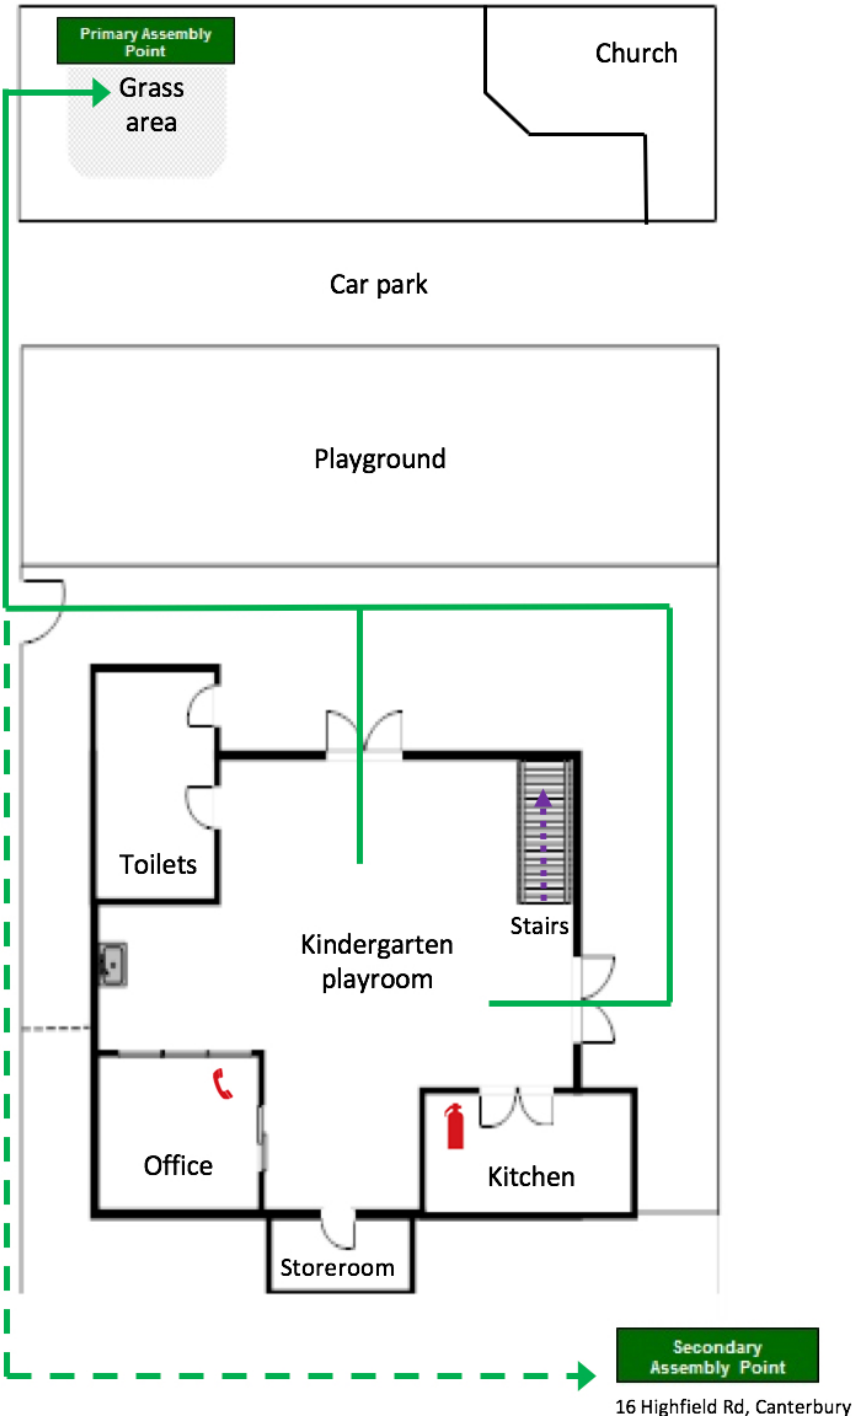 Primary Assembly
Point
Grass
area
Church
Car park
Playground
Toilets
Stairs
Kindergarten
playroom
Office
Kitchen
Storeroom
Secondary
Assembly Point
16 Highfield Rd, Canterbury